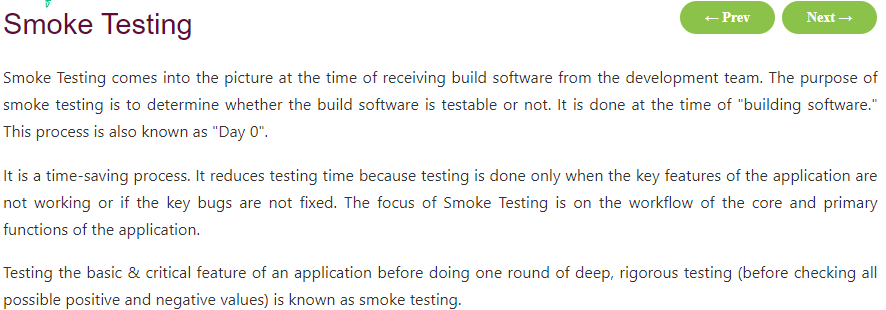 Smoke Testing
← Prev
Next →
Smoke Testing comes into the picture at the time of receiving build software from the development team. The purpose of
smoke testing is to determine whether the build software is testable or not. It is done at the time of "building software."
This process is also known as "Day 0".
It is a time-saving process. It reduces testing time because testing is done only when the key features of the application are
not working or if the key bugs are not fixed. The focus of Smoke Testing is on the workflow of the core and primary
functions of the application.
Testing the basic & critical feature of an application before doing one round of deep, rigorous testing (before checking all
possible positive and negative values) is known as smoke testing.